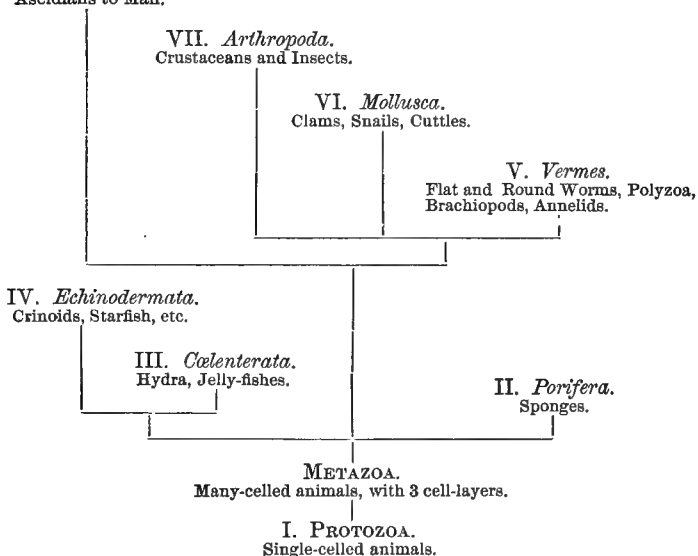 Ascidians to Man.
VII. Arthropoda.
Crustaceans and Insects.
VI. Mollusca.
Clams, Snails, Cuttles.
V. Vermes.
Flat and Round Worms, Polyzoa,
Brachiopods, Annelids.
IV. Echinodermata.
Crinoids, Starfish, etc.
III. Cœlenterata.
Hydra, Jelly-fishes.
II. Porifera.
Sponges.
METAZOA.
Many-celled animals, with 3 cell-layers.
I. PROTOZOA.
Single-celled animals.